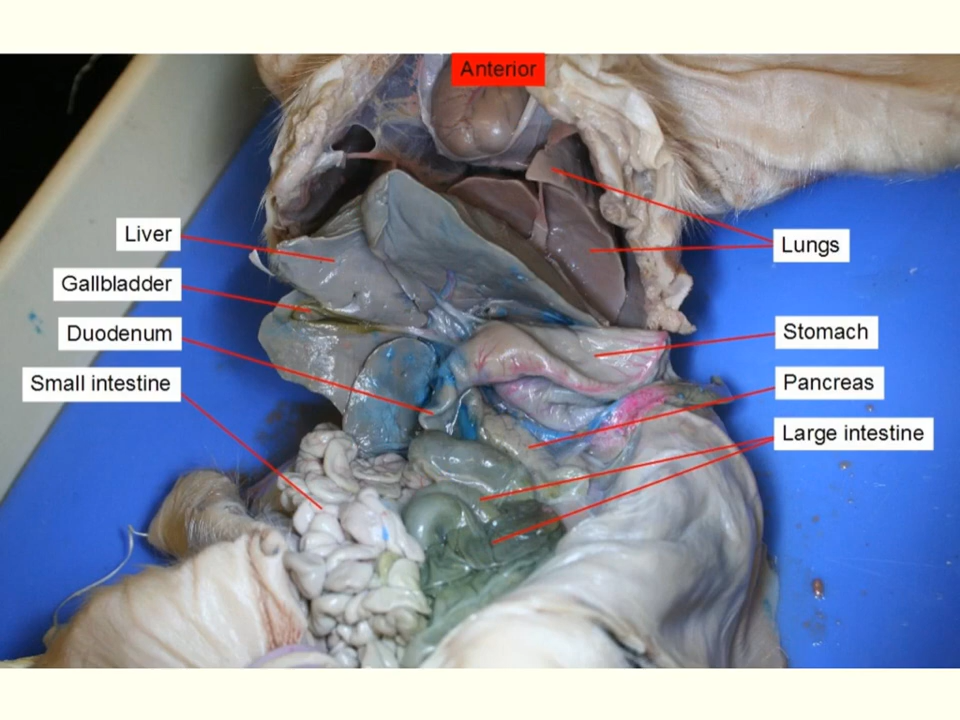 Anterior
Liver
Gallbladder
Duodenum
Small intestine
Lungs
Stomach
Pancreas
Large intestine